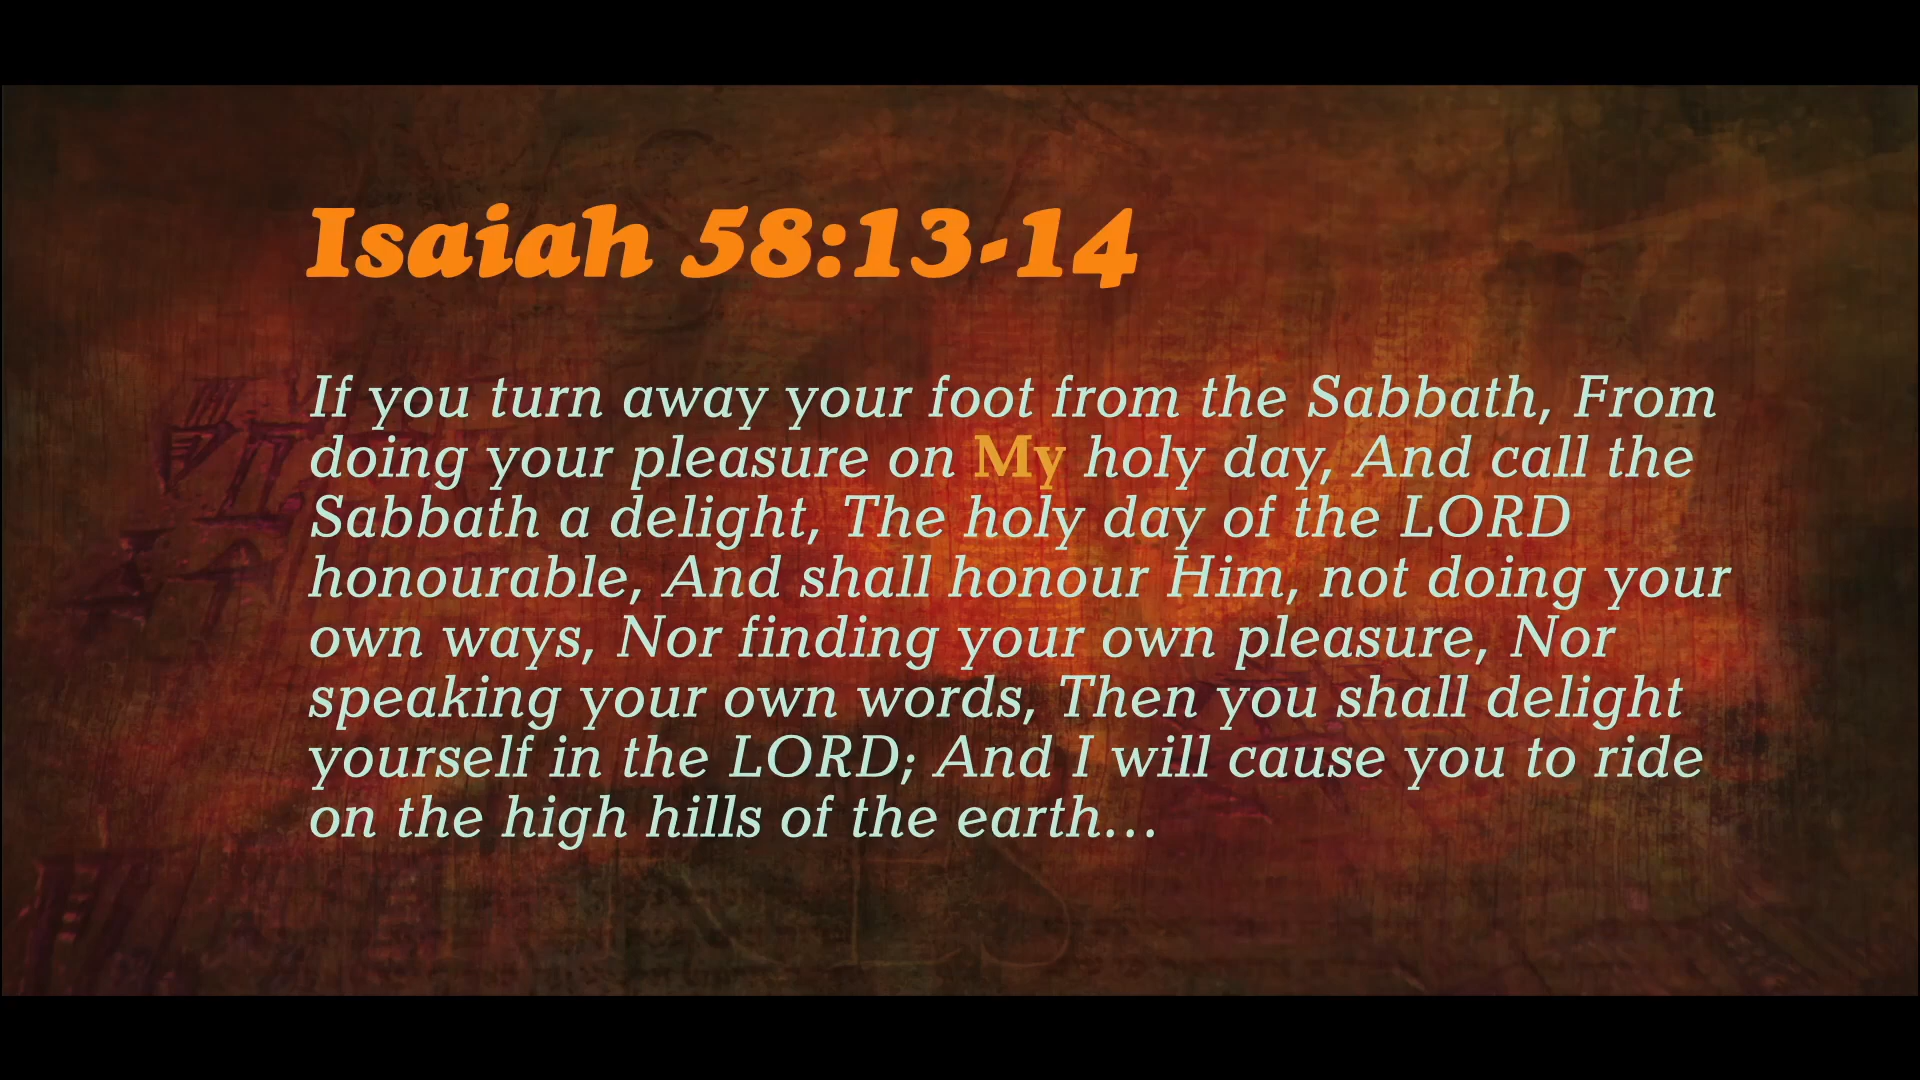 Isaiah 58:13-14
If you turn away your foot from the Sabbath, From
doing your pleasure on My holy day, And call the
Sabbath a delight, The holy day of the LORD
honourable, And shall honour Him, not doing your
own ways, Nor finding your own pleasure, Nor
speaking your own words, Then you shall delight
yourself in the LORD; And I will cause you to ride
on the high hills of the earth…